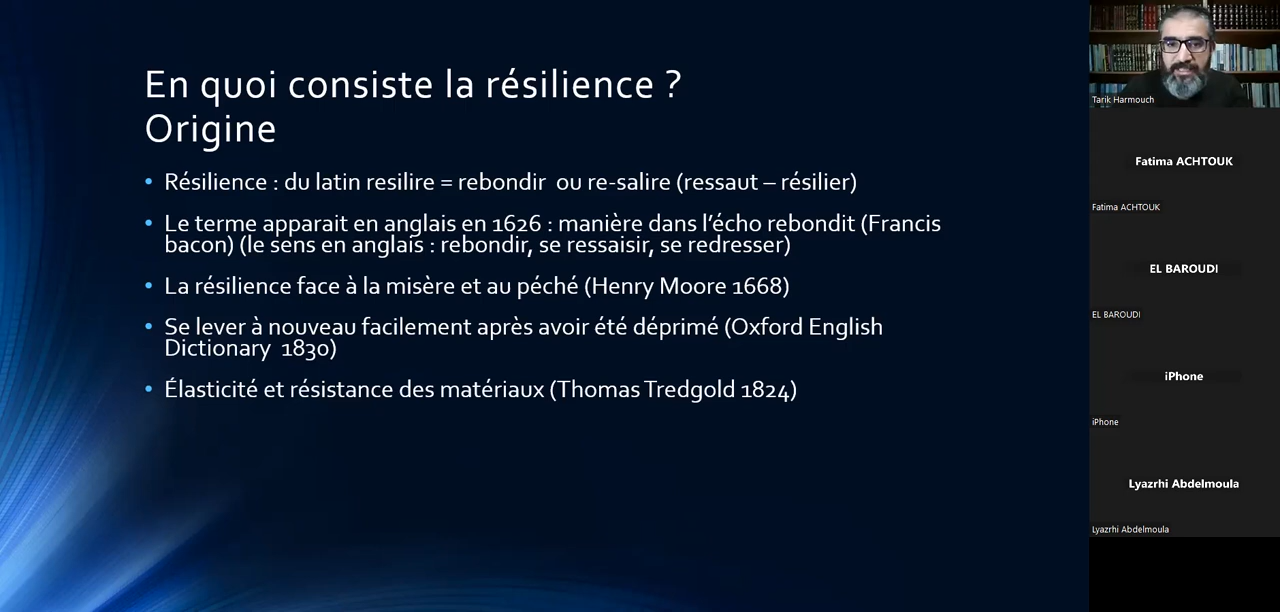 En quoi consiste la résilience ?
Origine
• Résilience : du latin resilire = rebondir ou re-salire (ressaut – résilier)
• Le terme apparait en anglais en 1626 : manière dans l’écho rebondit (Francis
bacon) (le sens en anglais : rebondir, se ressaisir, se redresser)
• La résilience face à la misère et au péché (Henry Moore 1668)
• Se lever à nouveau facilement après avoir été déprimé (Oxford English
Dictionary 1830)
• Élasticité et résistance des matériaux (Thomas Tredgold 1824)
Tarik Harmouch
Fatima ACHTOUK
Fatima ACHTOUK
EL BAROUDI
EL BAROUDI
iPhone
iPhone
Lyazrhi Abdelmoula
Lyazrhi Abdelmoula